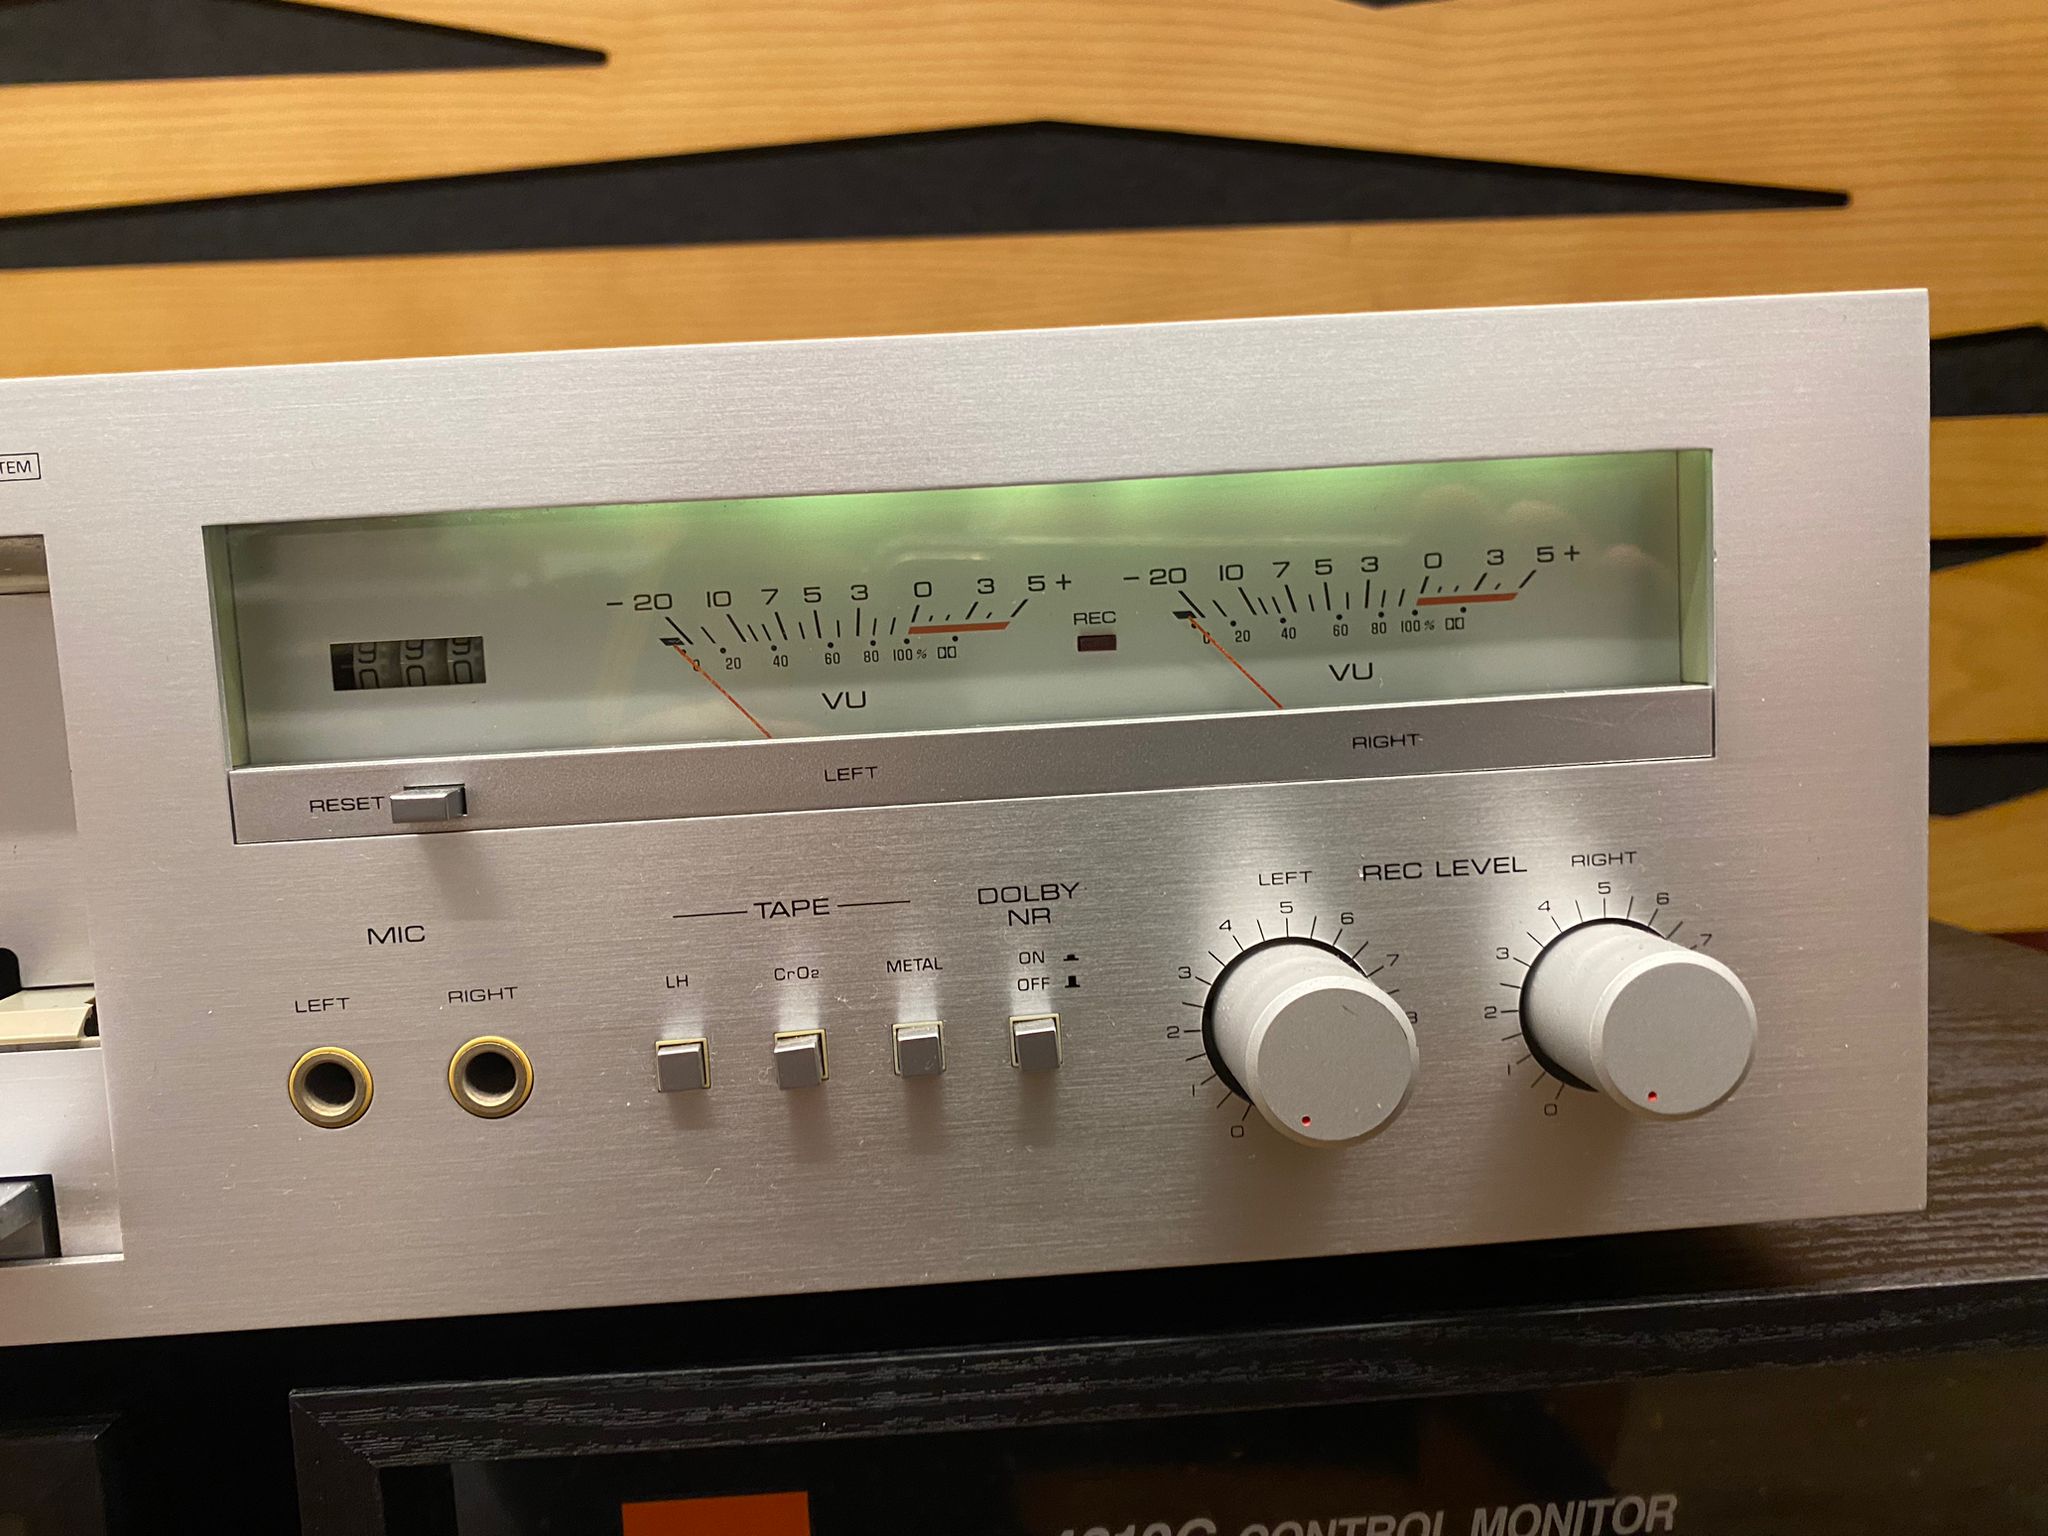 TEM
- 20 10 7 5 3 0 3 5 +
0 20 40 60 80 100 %
VU
REC
- 20 10 7 5 3 0 3 5 +
0 20 40 60 80 100 %
VU
RESET
LEFT
RIGHT
MIC
LEFT
RIGHT
TAPE
LH
CrO2
METAL
DOLBY
NR
ON
OFF
REC LEVEL
LEFT
0 1 2 3 4 5 6 7
RIGHT
0 1 2 3 4 5 6 7
CONTROL MONITOR